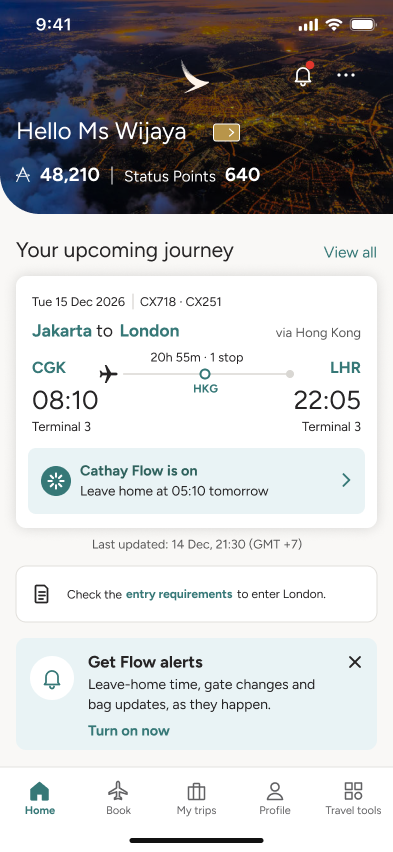 9:41
Hello Ms Wijaya
48,210 | Status Points 640
Your upcoming journey
View all
Tue 15 Dec 2026 | CX718 · CX251
Jakarta to London
via Hong Kong
20h 55m · 1 stop
CGK
LHR
HKG
08:10
22:05
Terminal 3
Terminal 3
Cathay Flow is on
Leave home at 05:10 tomorrow
Last updated: 14 Dec, 21:30 (GMT +7)
Check the entry requirements to enter London.
Get Flow alerts
Leave-home time, gate changes and
bag updates, as they happen.
Turn on now
Home
Book
My trips
Profile
Travel tools